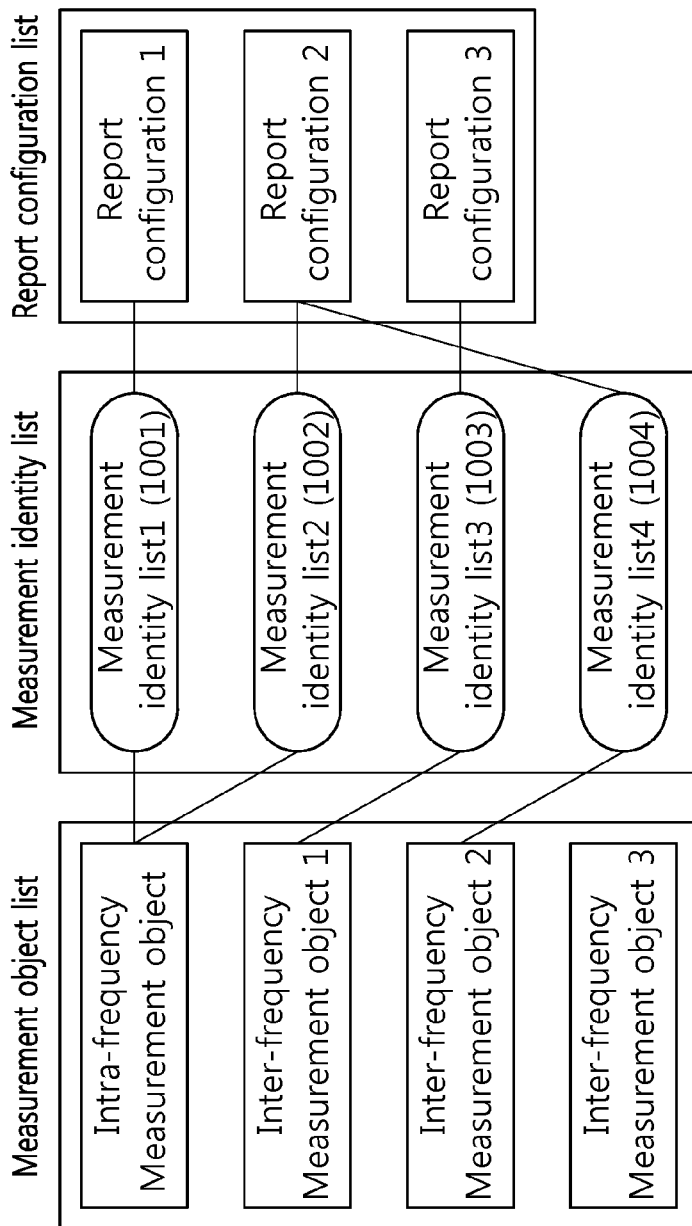 Measurement object list
Intra-frequency
Measurement object
Inter-frequency
Measurement object 1
Inter-frequency
Measurement object 2
Inter-frequency
Measurement object 3
Measurement identity list
Measurement
identity list1 (1001)
Measurement
identity list2 (1002)
Measurement
identity list3 (1003)
Measurement
identity list4 (1004)
Report configuration list
Report
configuration 1
Report
configuration 2
Report
configuration 3